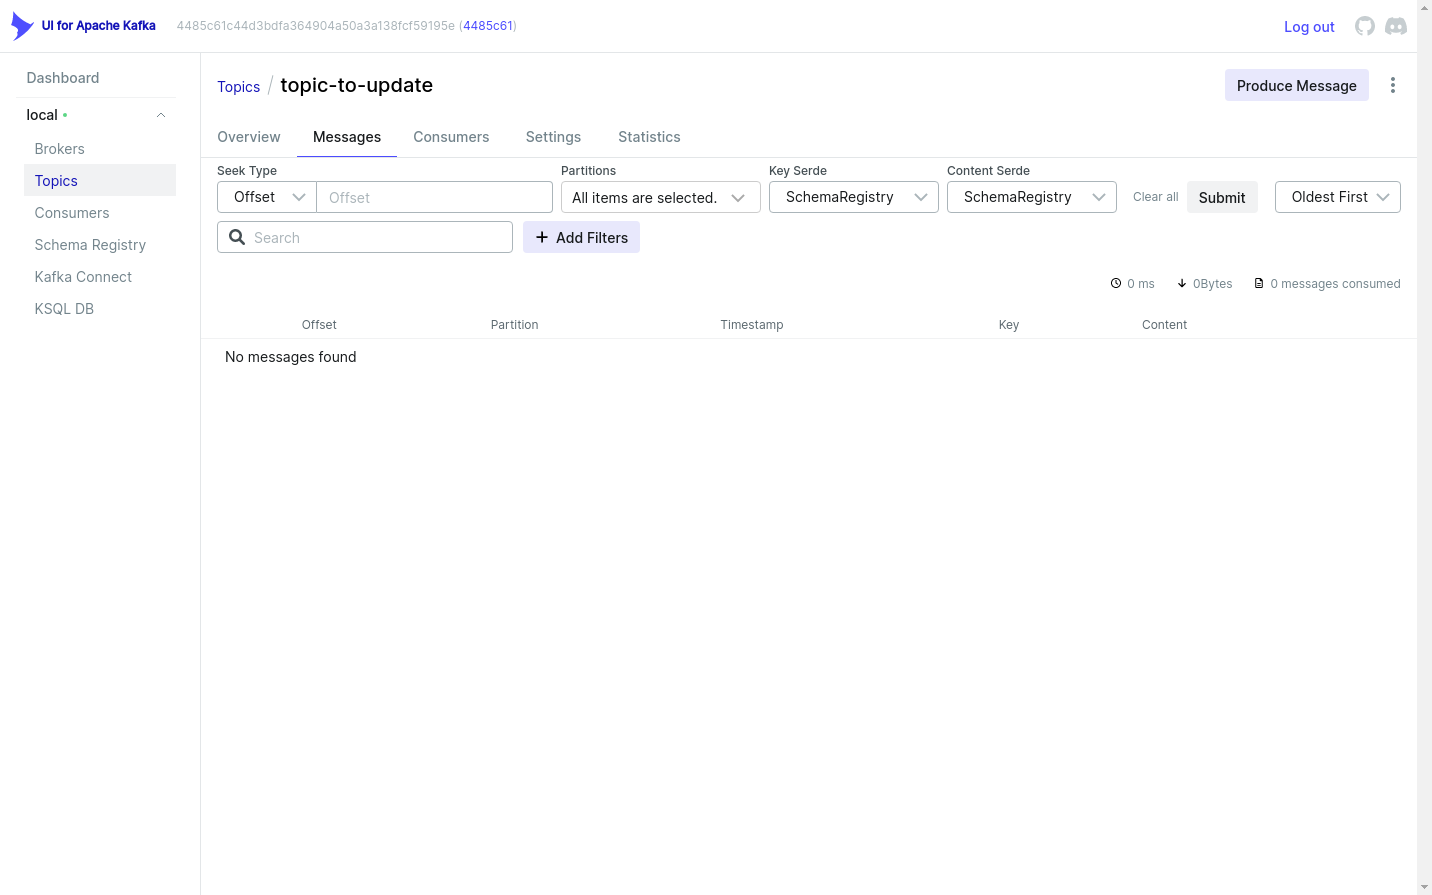 UI for Apache Kafka 4485c61c44d3bdfa364904a50a3a138fcf59195e (4485c61) Log out
Dashboard
local
Brokers
Topics
Consumers
Schema Registry
Kafka Connect
KSQL DB
Topics / topic-to-update Produce Message
Overview Messages Consumers Settings Statistics
Seek Type Partitions Key Serde Content Serde
Offset Offset All items are selected. SchemaRegistry SchemaRegistry Clear all Submit Oldest First
Search Add Filters
0 ms 0Bytes 0 messages consumed
Offset Partition Timestamp Key Content
No messages found